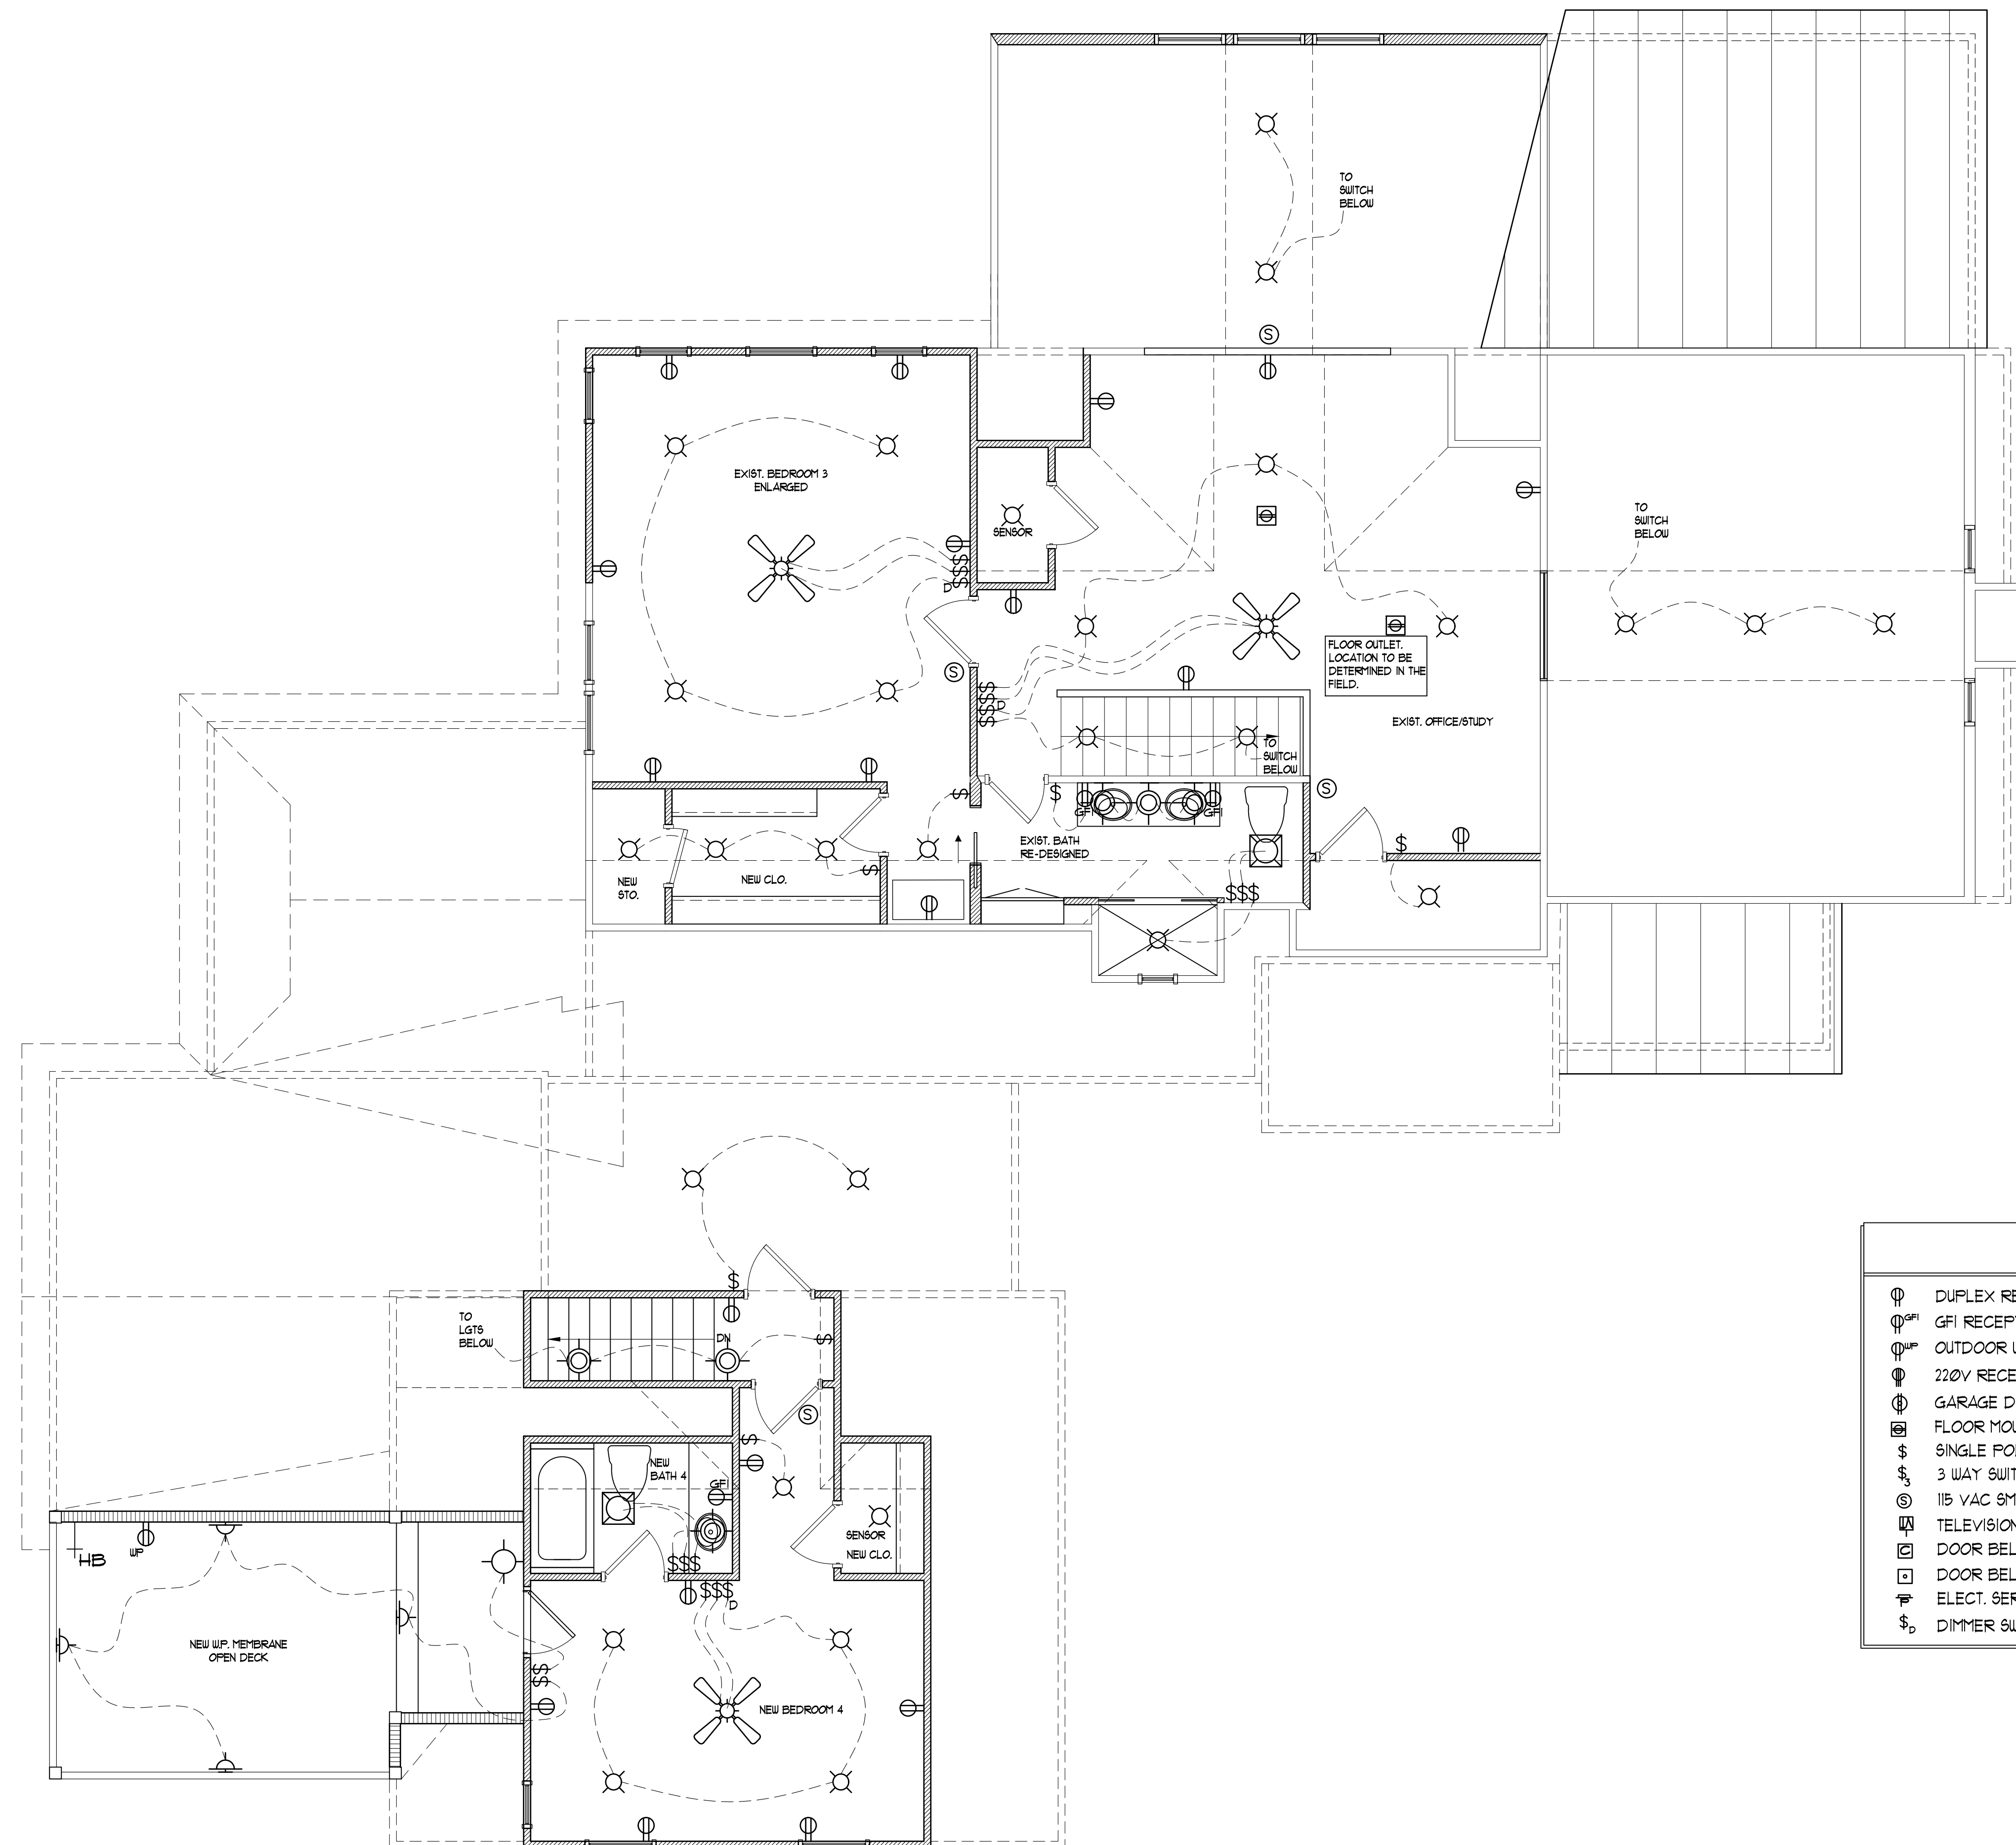 TO
SWITCH
BELOW
S
EXIST. BEDROOM 3
ENLARGED
SENSOR
TO
SWITCH
BELOW
$
$
$
D
S
FLOOR OUTLET.
LOCATION TO BE
DETERMINED IN THE
FIELD.
$
$
D
$
$
EXIST. OFFICE/STUDY
TO
SWITCH
BELOW
S
$
$
GFI
GFI
EXIST. BATH
RE-DESIGNED
$
NEW
STO.
NEW CLO.
$
$$$
$
TO
LGTS
BELOW
DN
$
S
$
NEW
BATH 4
GFI
SENSOR
NEW CLO.
$$$
$$$
D
HB
WP
NEW W.P. MEMBRANE
OPEN DECK
$
$
NEW BEDROOM 4
DUPLEX RE
GFI GFI RECEP
WP OUTDOOR
220V RECE
GARAGE D
FLOOR MOU
$ SINGLE PO
$3 3 WAY SWIT
S 115 VAC SM
TELEVISION
C DOOR BEL
DOOR BEL
ELECT. SER
$D DIMMER SW